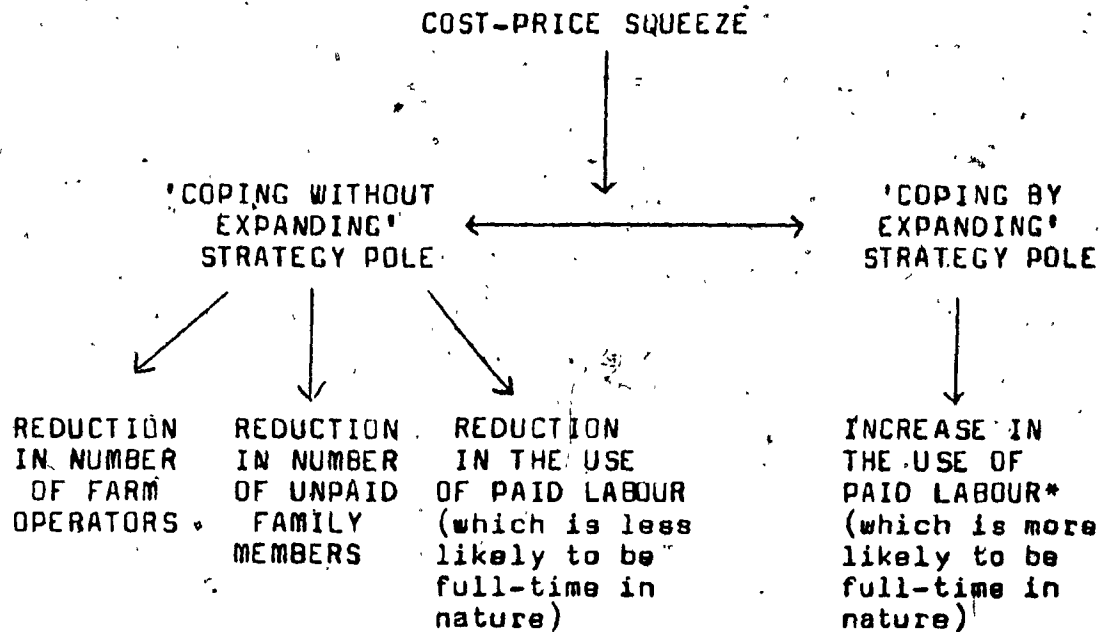 COST-PRICE SQUEEZE
'COPING WITHOUT
EXPANDING'
STRATEGY POLE
'COPING BY
EXPANDING'
STRATEGY POLE
REDUCTION
IN NUMBER
OF FARM
OPERATORS
REDUCTION
IN NUMBER
OF UNPAID
FAMILY
MEMBERS
REDUCTION
IN THE USE
OF PAID LABOUR
(which is less
likely to be
full-time in
nature)
INCREASE IN
THE USE OF
PAID LABOUR*
(which is more
likely to be
full-time in
nature)